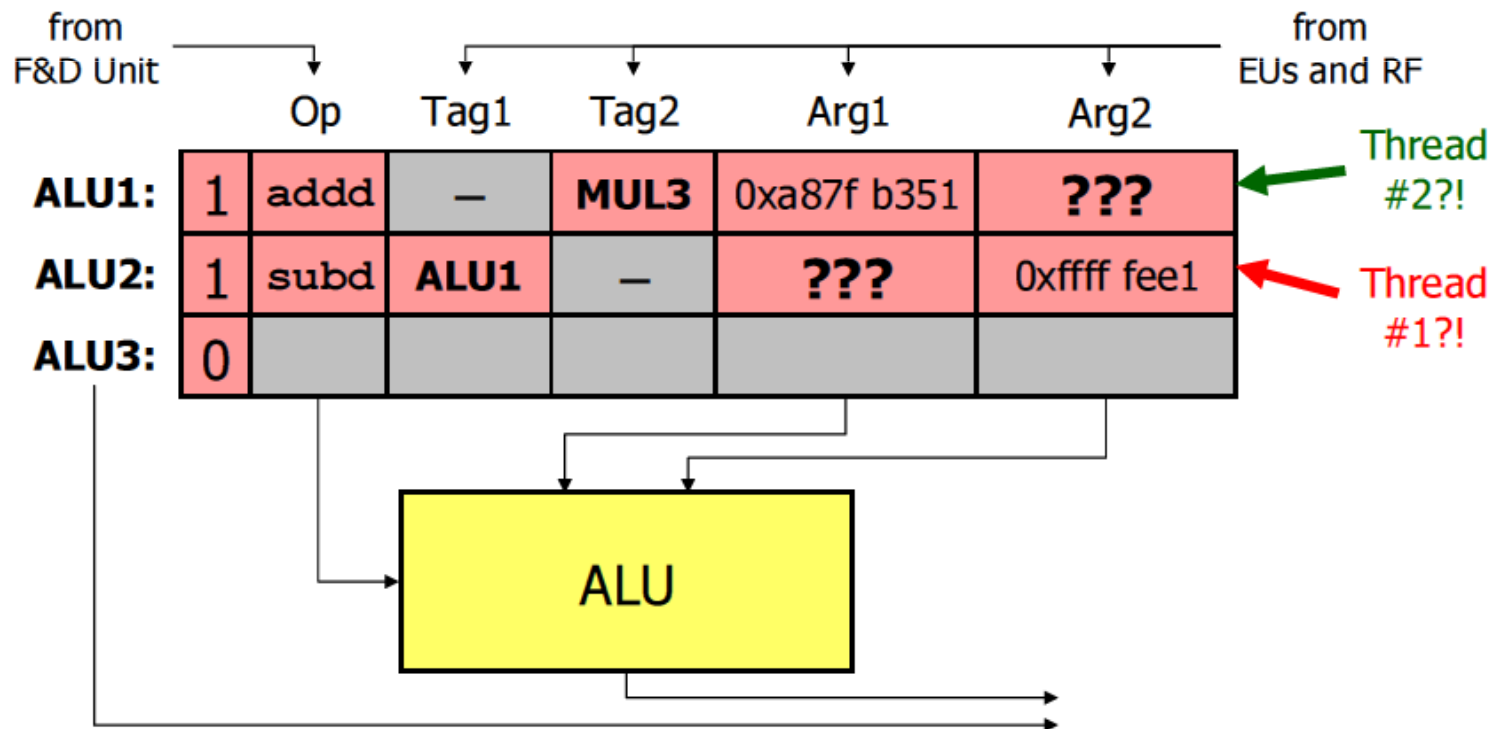 from
F&D Unit
from
EUs and RF
Op Tag1 Tag2 Arg1 Arg2
ALU1: 1 addd – MUL3 0xa87f b351 ???
Thread
#2?!
ALU2: 1 subd ALU1 – ??? 0xffff fee1
Thread
#1?!
ALU3: 0
ALU